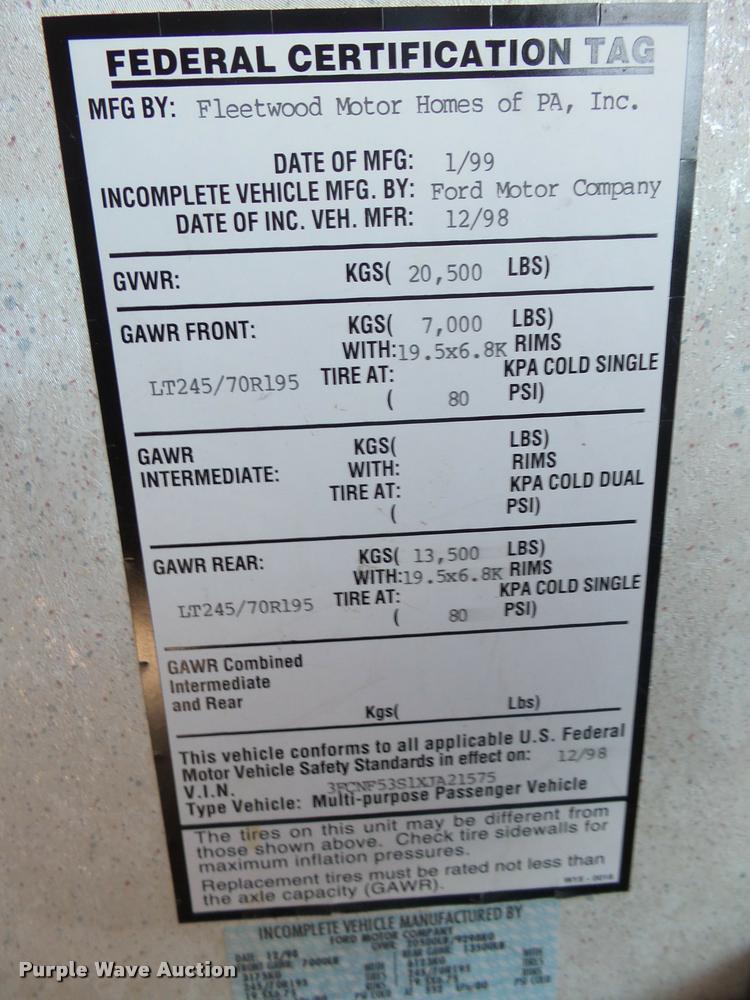 FEDERAL CERTIFICATION TAG
MFG BY: Fleetwood Motor Homes of PA, Inc.
DATE OF MFG: 1/99
INCOMPLETE VEHICLE MFG. BY: Ford Motor Company
DATE OF INC. VEH. MFR: 12/98
GVWR: KGS( 20,500 LBS)
GAWR FRONT: KGS( 7,000 LBS)
WITH:19.5x6.8K RIMS
LT245/70R195 TIRE AT: KPA COLD SINGLE
( 80 PSI)
GAWR KGS( LBS)
INTERMEDIATE: WITH: RIMS
TIRE AT: KPA COLD DUAL
( PSI)
GAWR REAR: KGS( 13,500 LBS)
WITH:19.5x6.8K RIMS
LT245/70R195 TIRE AT: KPA COLD SINGLE
( 80 PSI)
GAWR Combined
Intermediate
and Rear Kgs( Lbs)
This vehicle conforms to all applicable U.S. Federal
Motor Vehicle Safety Standards in effect on: 12/98
V.I.N. 3FCNF53S1XJA21575
Type Vehicle: Multi-purpose Passenger Vehicle
The tires on this unit may be different from
those shown above. Check tire sidewalls for
maximum inflation pressures.
Replacement tires must be rated not less than
the axle capacity (GAWR).
INCOMPLETE VEHICLE MANUFACTURED BY
FORD MOTOR COMPANY
Purple Wave Auction